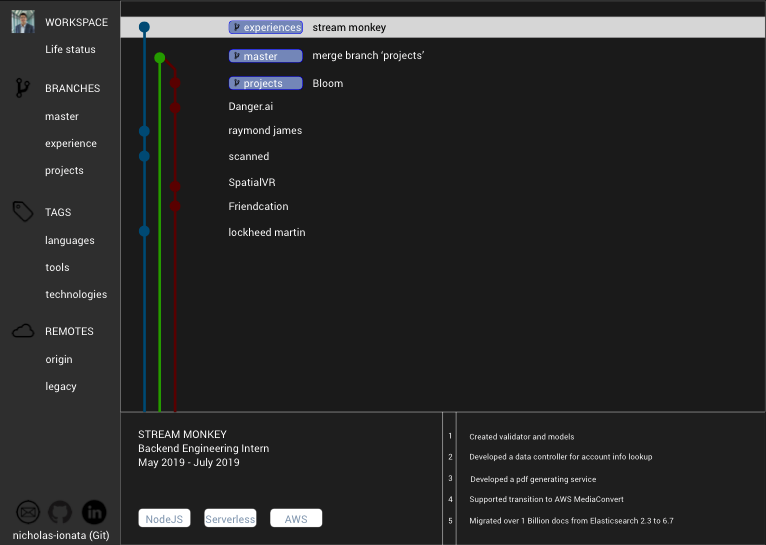 WORKSPACE
Life status
BRANCHES
master
experience
projects
TAGS
languages
tools
technologies
REMOTES
origin
legacy
in
nicholas-ionata (Git)
experiences stream monkey
master merge branch ‘projects’
projects Bloom
Danger.ai
raymond james
scanned
SpatialVR
Friendcation
lockheed martin
STREAM MONKEY
Backend Engineering Intern
May 2019 - July 2019
NodeJS Serverless AWS
1 Created validator and models
2 Developed a data controller for account info lookup
3 Developed a pdf generating service
4 Supported transition to AWS MediaConvert
5 Migrated over 1 Billion docs from Elasticsearch 2.3 to 6.7